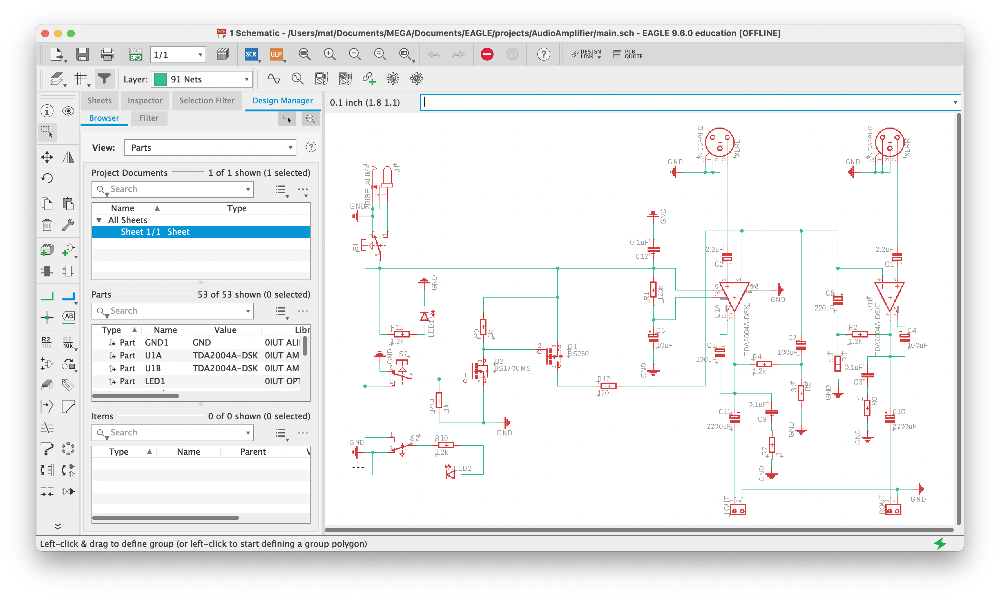 1 Schematic - /Users/mat/Documents/MEGA/Documents/EAGLE/projects/AudioAmplifier/main.sch - EAGLE 9.6.0 education [OFFLINE]
SCH
BRD
1/1
SCR
ULP
GO
?
DESIGN
LINK
PCB
QUOTE
Layer:
91 Nets
Sheets
Inspector
Selection Filter
Design Manager
0.1 inch (1.8 1.1)
Browser
Filter
View:
Parts
?
Project Documents
1 of 1 shown (1 selected)
Search
Name
Type
All Sheets
Sheet 1/1
Sheet
Parts
53 of 53 shown (0 selected)
Search
Type
Name
Value
Libr
Part GND1 GND 0IUT ALI
Part U1A TDA2004A-DSK 0IUT AM
Part U1B TDA2004A-DSK 0IUT AM
Part LED1 0IUT OPT
Items
0 of 0 shown (0 selected)
Search
Type
Name
Parent
V
AB
R2
10k
R2
10k
J1
GND
S1
GND
LED1
R11
1.2k
GND
S2
R9
1k
Q2
BS170CMS
Q1
BS250
R14
1k
GND
R12
120
GND
S2
R10
1.2k
LED2
GND
0.1uF
C12
R1
120k
C3
10uF
GND
NC3FAH2
XLRL
GND
2.2uF
C2
U1A
TDA2004A-DSK
GND
C6
100uF
R4
1.2k
C7
100uF
3.3
R5
GND
C11
2200uF
0.1uF
C9
R7
1
GND
LOUT
NC3FAH2
XLRR
GND
2.2uF
C1
U1B
TDA2004A-DSK
C5
220uF
R2
1.2k
C4
100uF
3.3
R3
GND
0.1uF
C8
1
R6
GND
C10
2200uF
ROUT
GND
Left-click & drag to define group (or left-click to start defining a group polygon)